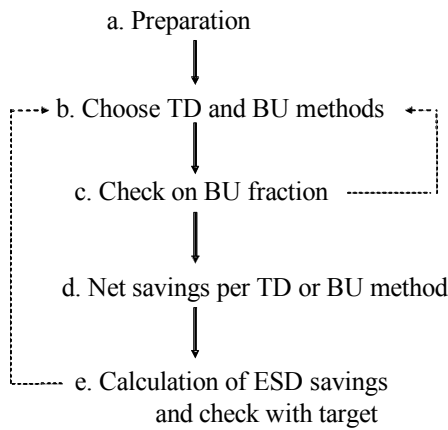 a. Preparation
b. Choose TD and BU methods
c. Check on BU fraction
d. Net savings per TD or BU method
e. Calculation of ESD savings
and check with target